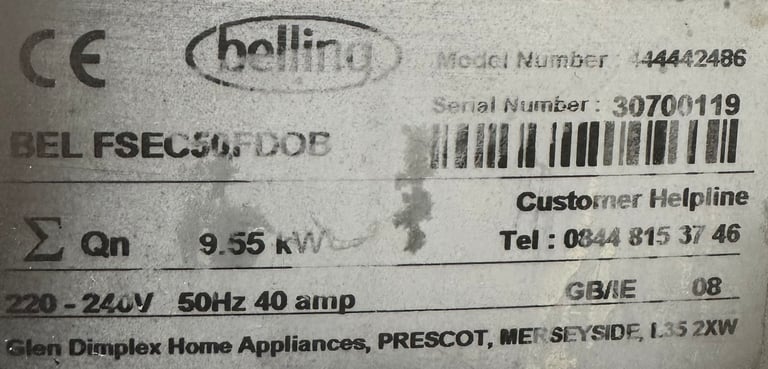 CE belling Model Number : 444442486
Serial Number : 30700119
BEL FSEC50FDOB
Customer Helpline
Σ Qn 9.55 kW Tel : 0844 815 37 46
220 - 240V 50Hz 40 amp GB/IE 08
Glen Dimplex Home Appliances, PRESCOT, MERSEYSIDE, L35 2XW